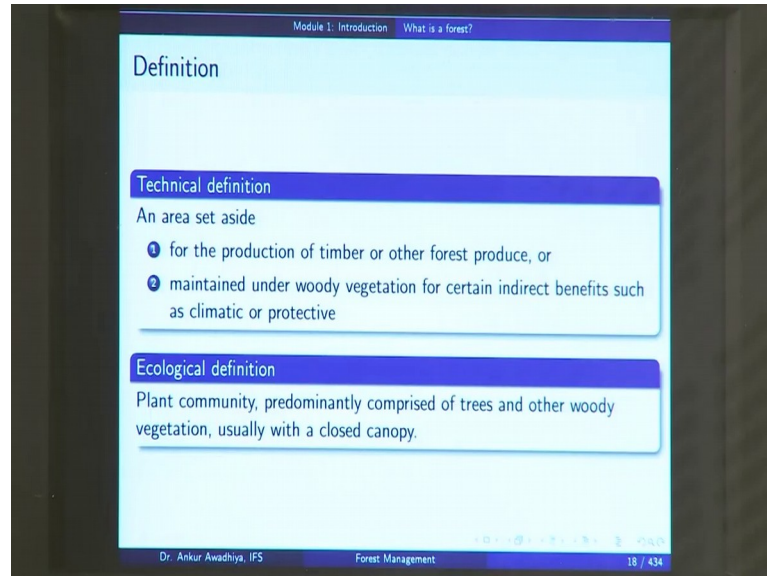 Module 1: Introduction What is a forest?
Definition
Technical definition
An area set aside
1 for the production of timber or other forest produce, or
2 maintained under woody vegetation for certain indirect benefits such
as climatic or protective
Ecological definition
Plant community, predominantly comprised of trees and other woody
vegetation, usually with a closed canopy.
Dr. Ankur Awadhiya, IFS Forest Management 18 / 434